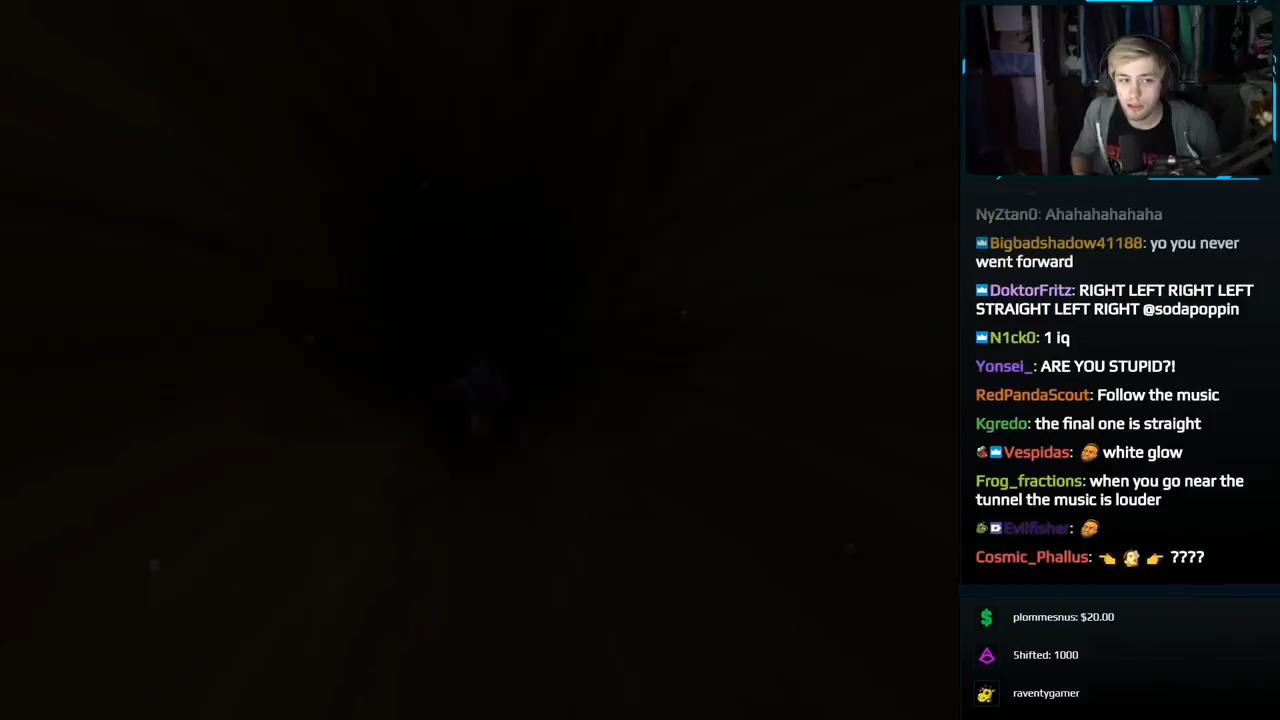 NyZtan0: Ahahahahahaha
Bigbadshadow41188: yo you never
went forward
DoktorFritz: RIGHT LEFT RIGHT LEFT
STRAIGHT LEFT RIGHT @sodapoppin
N1ck0: 1 iq
Yonsei_: ARE YOU STUPID?!
RedPandaScout: Follow the music
Kgredo: the final one is straight
Vespidas: white glow
Frog_fractions: when you go near the
tunnel the music is louder
Evilfisher:
Cosmic_Phallus: ????
plommesnus: $20.00
Shifted: 1000
raventygamer